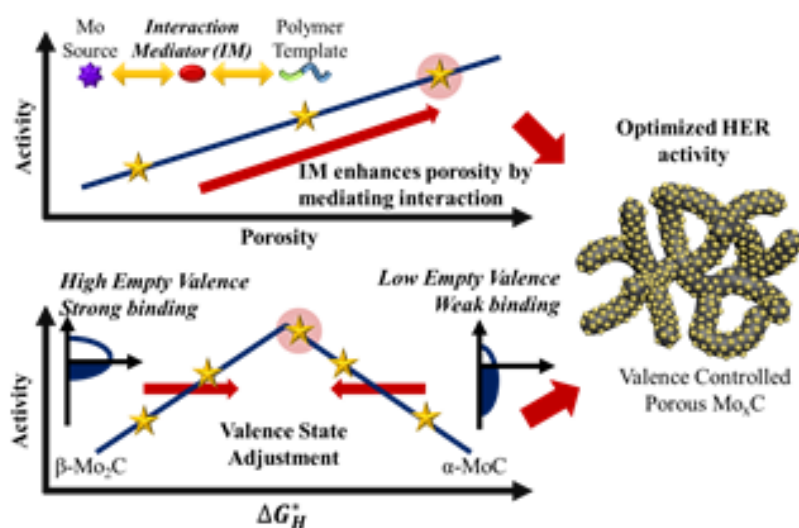 Mo
Source
Interaction
Mediator (IM)
Polymer
Template
Activity
IM enhances porosity by
mediating interaction
Porosity
Optimized HER
activity
High Empty Valence
Strong binding
Low Empty Valence
Weak binding
Activity
Valence State
Adjustment
β-Mo₂C
α-MoC
ΔG*H
Valence Controlled
Porous MoₓC